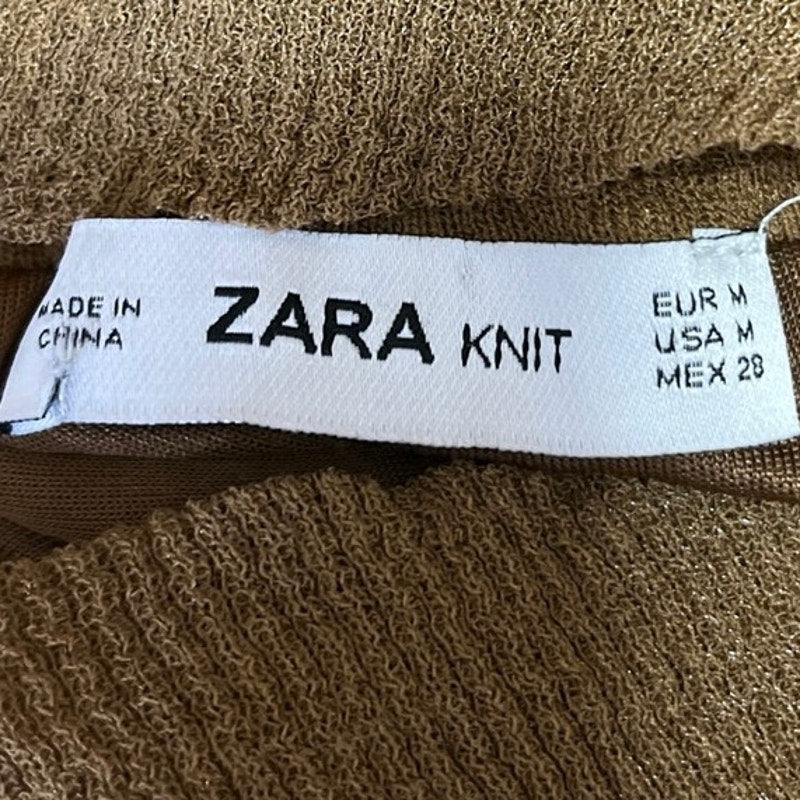 MADE IN
CHINA
ZARA KNIT
EUR M
USA M
MEX 28